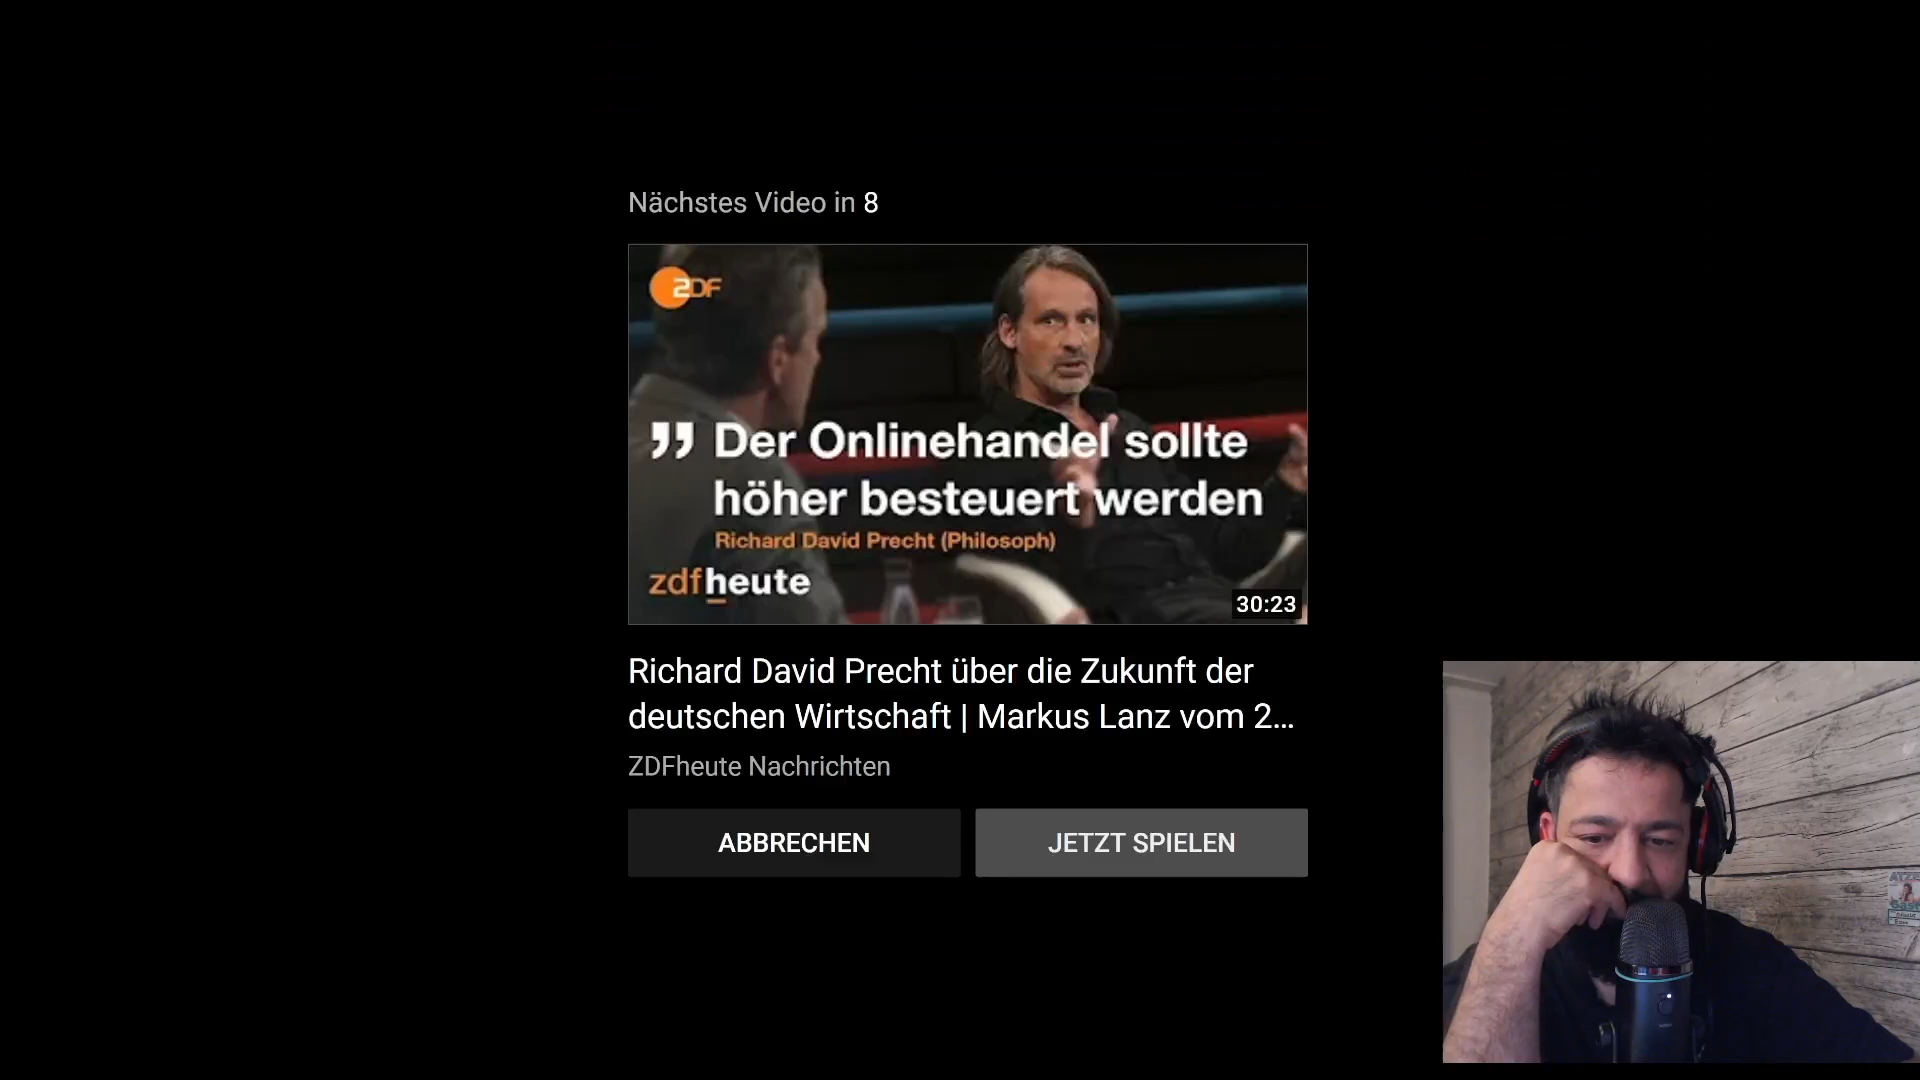 Nächstes Video in 8
ZDF
" Der Onlinehandel sollte
höher besteuert werden
Richard David Precht (Philosoph)
zdfheute
30:23
Richard David Precht über die Zukunft der
deutschen Wirtschaft | Markus Lanz vom 2...
ZDFheute Nachrichten
ABBRECHEN
JETZT SPIELEN